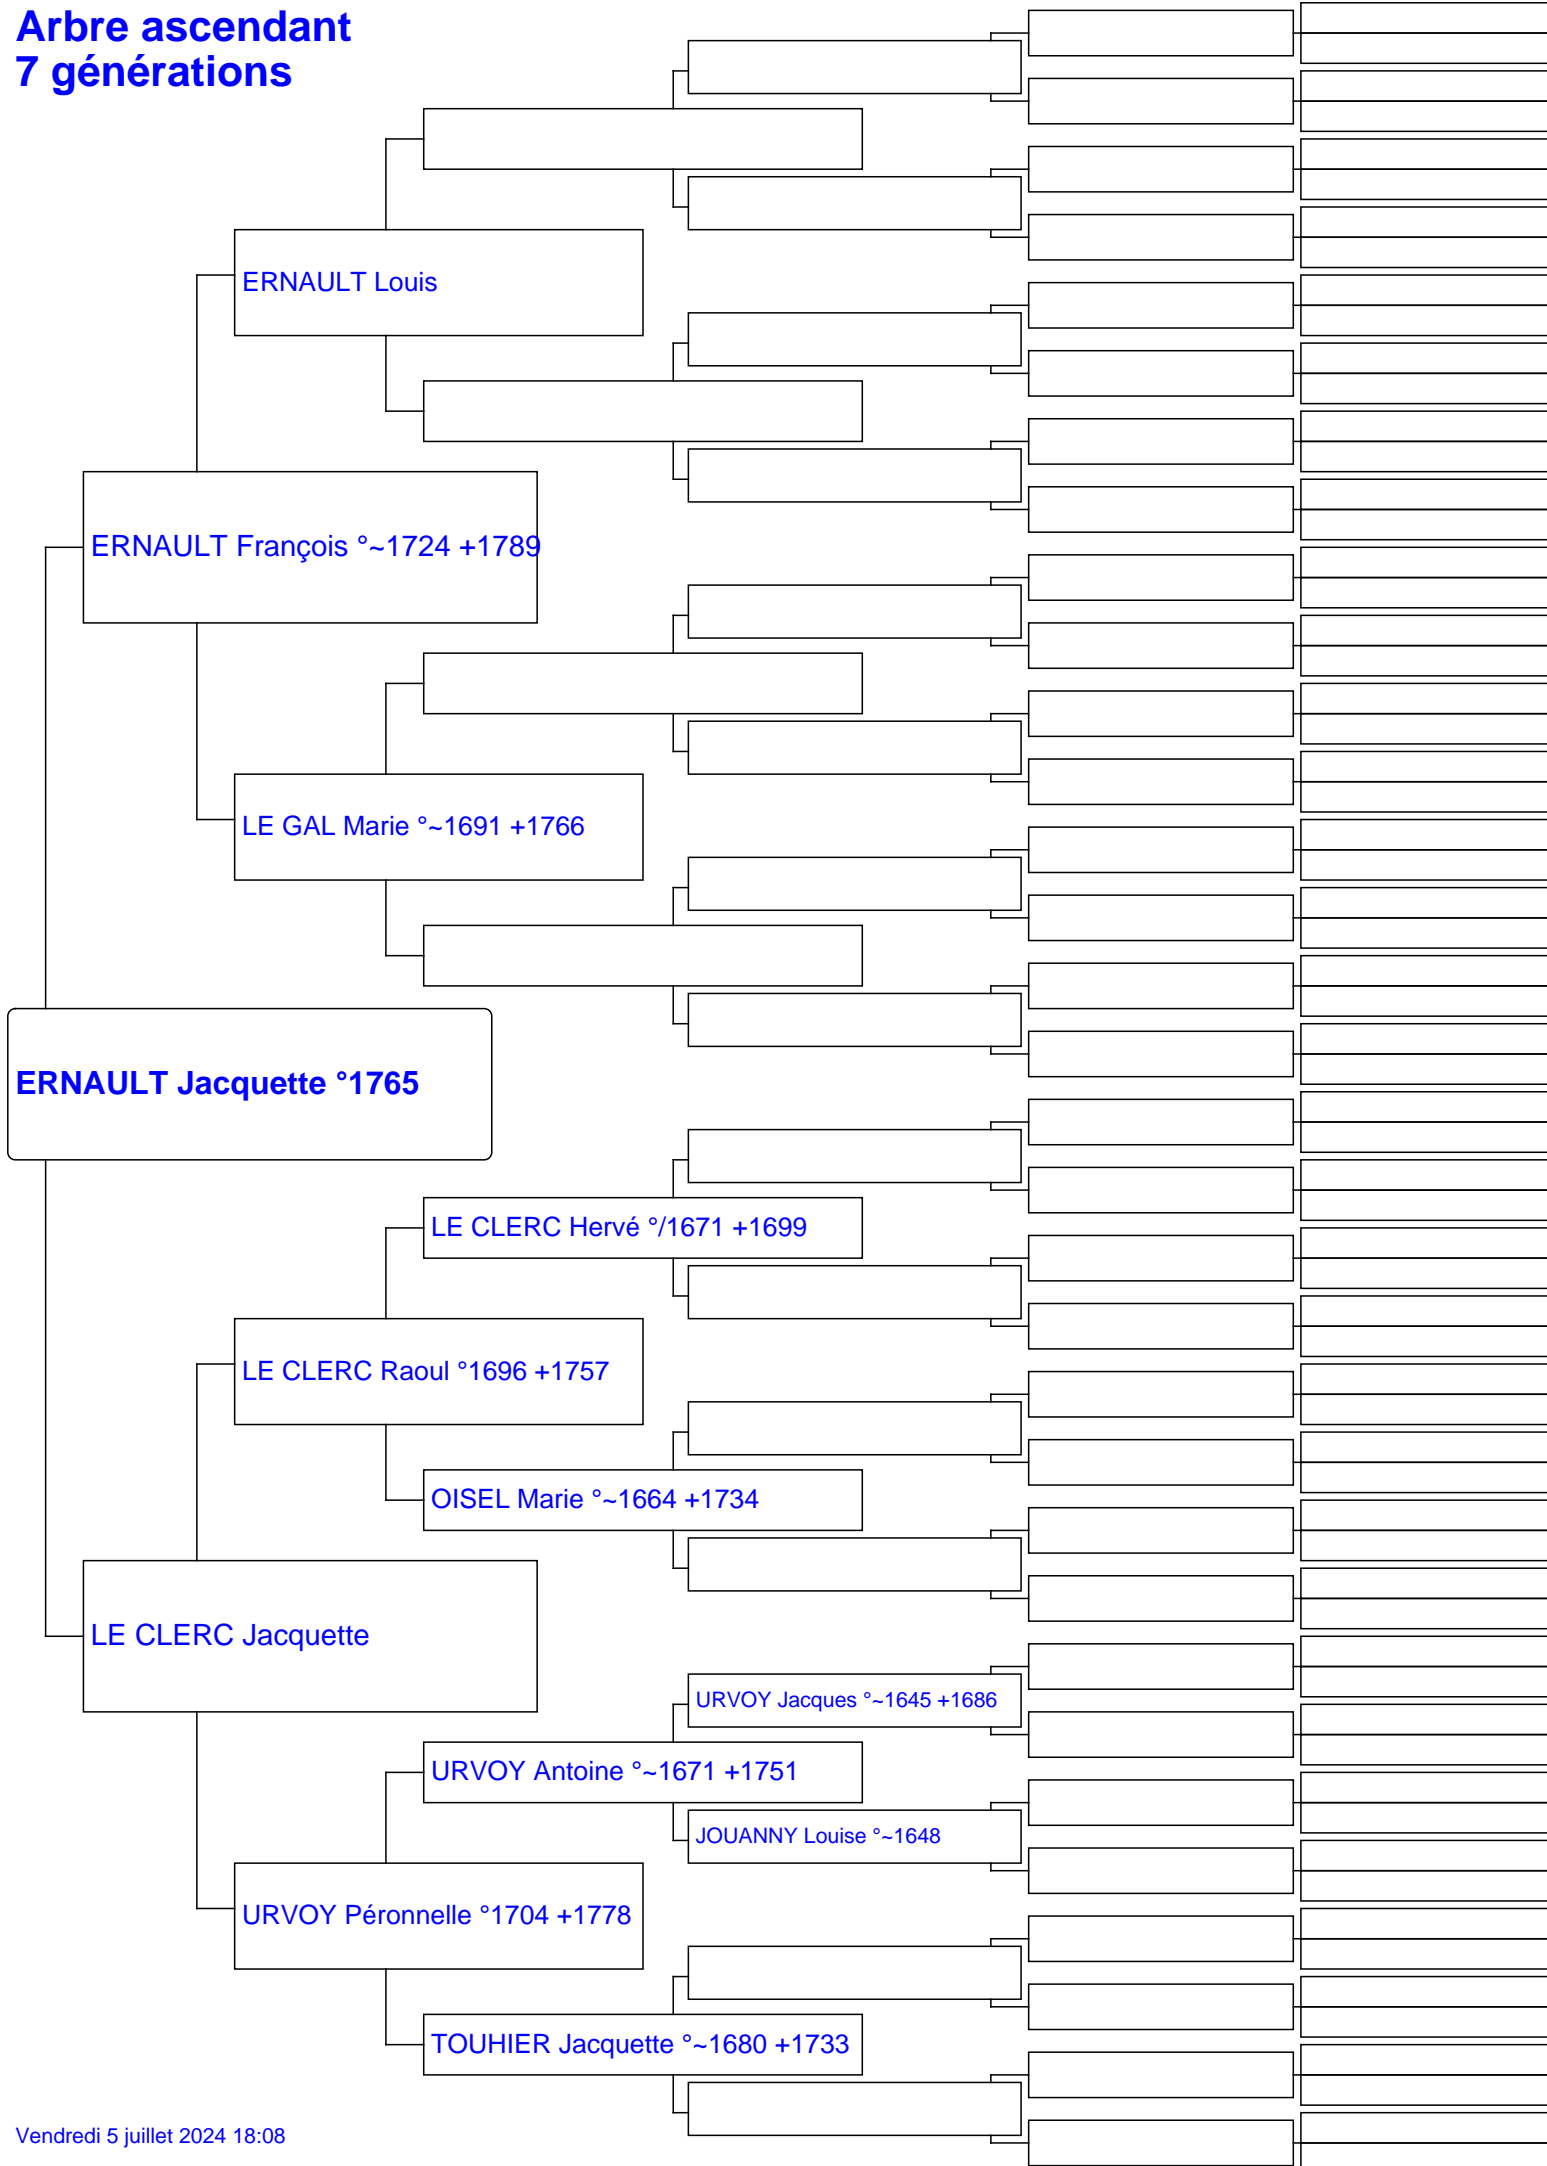 Arbre ascendant
7 générations
ERNAULT Louis
ERNAULT François °~1724 +1789
LE GAL Marie °~1691 +1766
ERNAULT Jacquette °1765
LE CLERC Hervé °/1671 +1699
LE CLERC Raoul °1696 +1757
OISEL Marie °~1664 +1734
LE CLERC Jacquette
URVOY Jacques °~1645 +1686
URVOY Antoine °~1671 +1751
JOUANNY Louise °~1648
URVOY Péronnelle °1704 +1778
TOUHIER Jacquette °~1680 +1733
Vendredi 5 juillet 2024 18:08